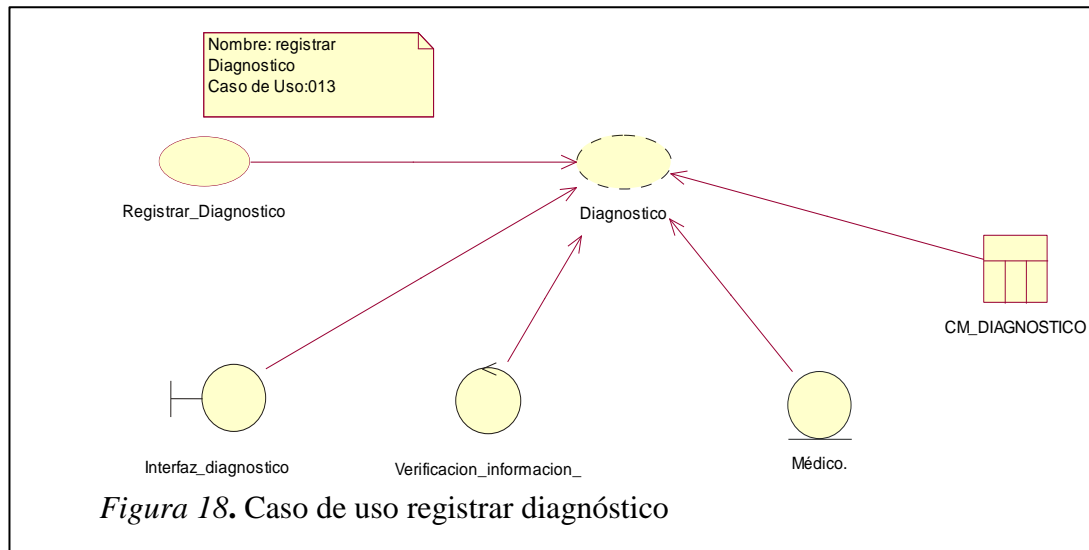 Nombre: registrar
Diagnostico
Caso de Uso:013
Registrar_Diagnostico
Diagnostico
CM_DIAGNOSTICO
Interfaz_diagnostico
Verificacion_informacion_
Médico.
Figura 18. Caso de uso registrar diagnóstico